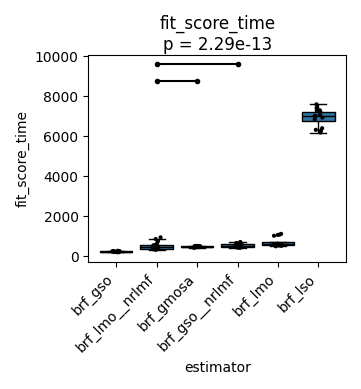 fit_score_time
p = 2.29e-13
10000
8000
6000
4000
2000
0
fit_score_time
brf_gso
brf_lmo__nrlmf
brf_gmosa
brf_gso__nrlmf
brf_lmo
brf_lso
estimator